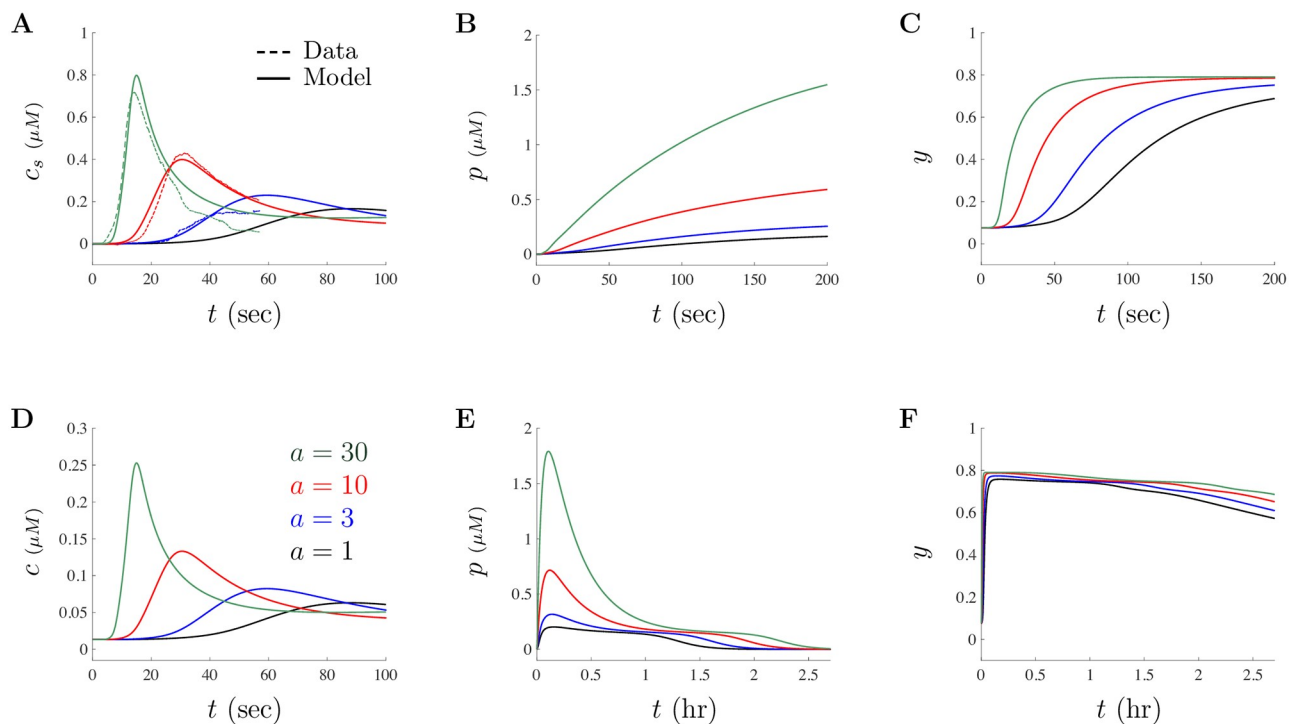 A
1
0.8
0.6
0.4
0.2
0
c_s (μM)
Data
Model
0 20 40 60 80 100
t (sec)
B
2
1.5
1
0.5
0
p (μM)
0 50 100 150 200
t (sec)
C
1
0.8
0.6
0.4
0.2
0
y
0 50 100 150 200
t (sec)
D
0.3
0.25
0.2
0.15
0.1
0.05
0
c (μM)
a = 30
a = 10
a = 3
a = 1
0 20 40 60 80 100
t (sec)
E
2
1.5
1
0.5
0
p (μM)
0 0.5 1 1.5 2 2.5
t (hr)
F
1
0.8
0.6
0.4
0.2
0
y
0 0.5 1 1.5 2 2.5
t (hr)